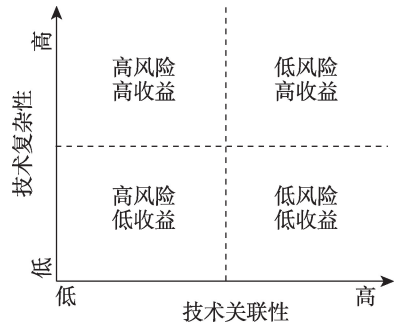 高
高风险
高收益
低风险
高收益
技术复杂性
高风险
低收益
低风险
低收益
低
低
高
技术关联性